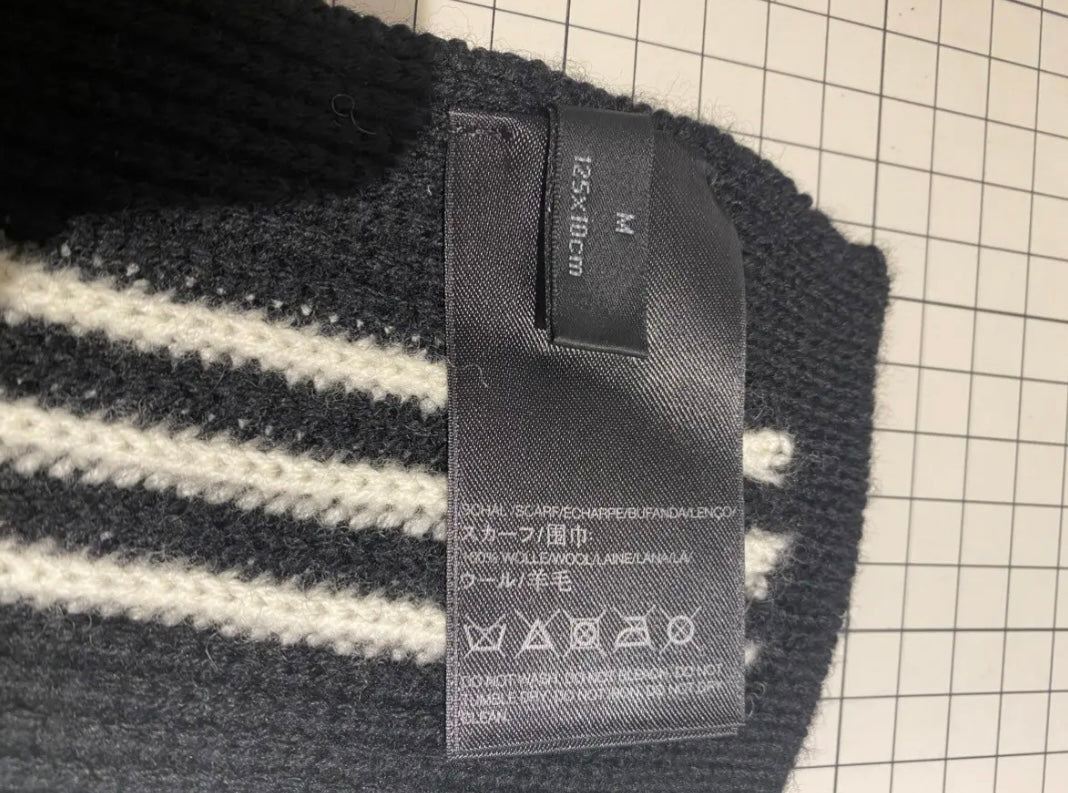 M
125x10cm
SCHAL/SCARF/ECHARPE/BUFANDA/LENÇO/
スカーフ/围巾:
100% WOLLE/WOOL/LAINE/LANA/LÃ/
ウール/羊毛
DO NOT WASH. DO NOT BLEACH. DO NOT
TUMBLE DRY. DO NOT IRON. DO NOT DRY
CLEAN.